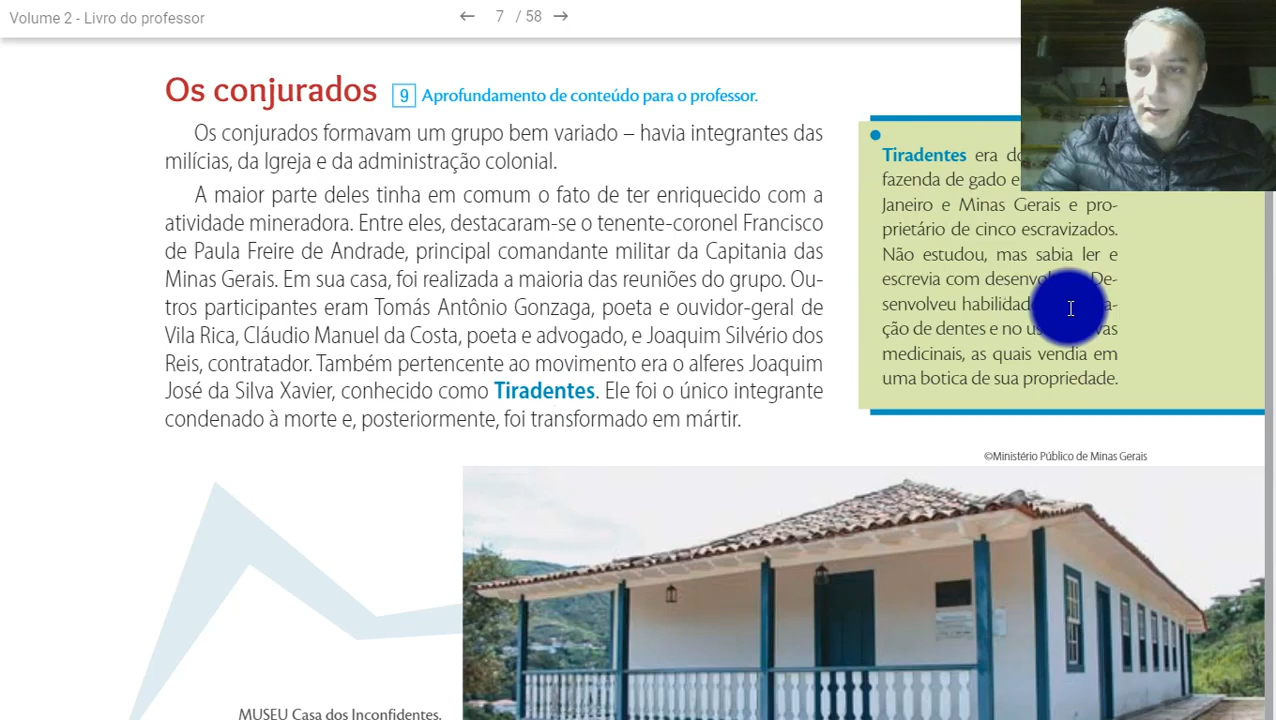 Volume 2 - Livro do professor
← 7 / 58 →
Os conjurados 9 Aprofundamento de conteúdo para o professor.
Os conjurados formavam um grupo bem variado – havia integrantes das
milícias, da Igreja e da administração colonial.
A maior parte deles tinha em comum o fato de ter enriquecido com a
atividade mineradora. Entre eles, destacaram-se o tenente-coronel Francisco
de Paula Freire de Andrade, principal comandante militar da Capitania das
Minas Gerais. Em sua casa, foi realizada a maioria das reuniões do grupo. Ou-
tros participantes eram Tomás Antônio Gonzaga, poeta e ouvidor-geral de
Vila Rica, Cláudio Manuel da Costa, poeta e advogado, e Joaquim Silvério dos
Reis, contratador. Também pertencente ao movimento era o alferes Joaquim
José da Silva Xavier, conhecido como Tiradentes. Ele foi o único integrante
condenado à morte e, posteriormente, foi transformado em mártir.
Tiradentes era
fazenda de gado
Janeiro e Minas Gerais e pro-
prietário de cinco escravizados.
Não estudou, mas sabia ler e
escrevia com De-
senvolveu
ção de dentes e no
medicinais, as quais vendia em
uma botica de sua propriedade.
©Ministério Público de Minas Gerais
MUSEU Casa dos Inconfidentes.